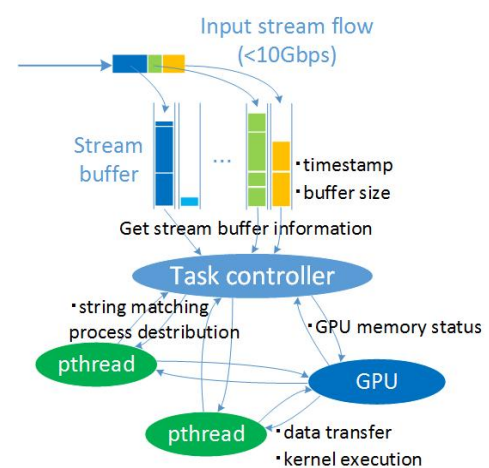 Input stream flow
(<10Gbps)
Stream
buffer
...
・timestamp
・buffer size
Get stream buffer information
Task controller
・string matching
process destribution
・GPU memory status
pthread
GPU
pthread
・data transfer
・kernel execution